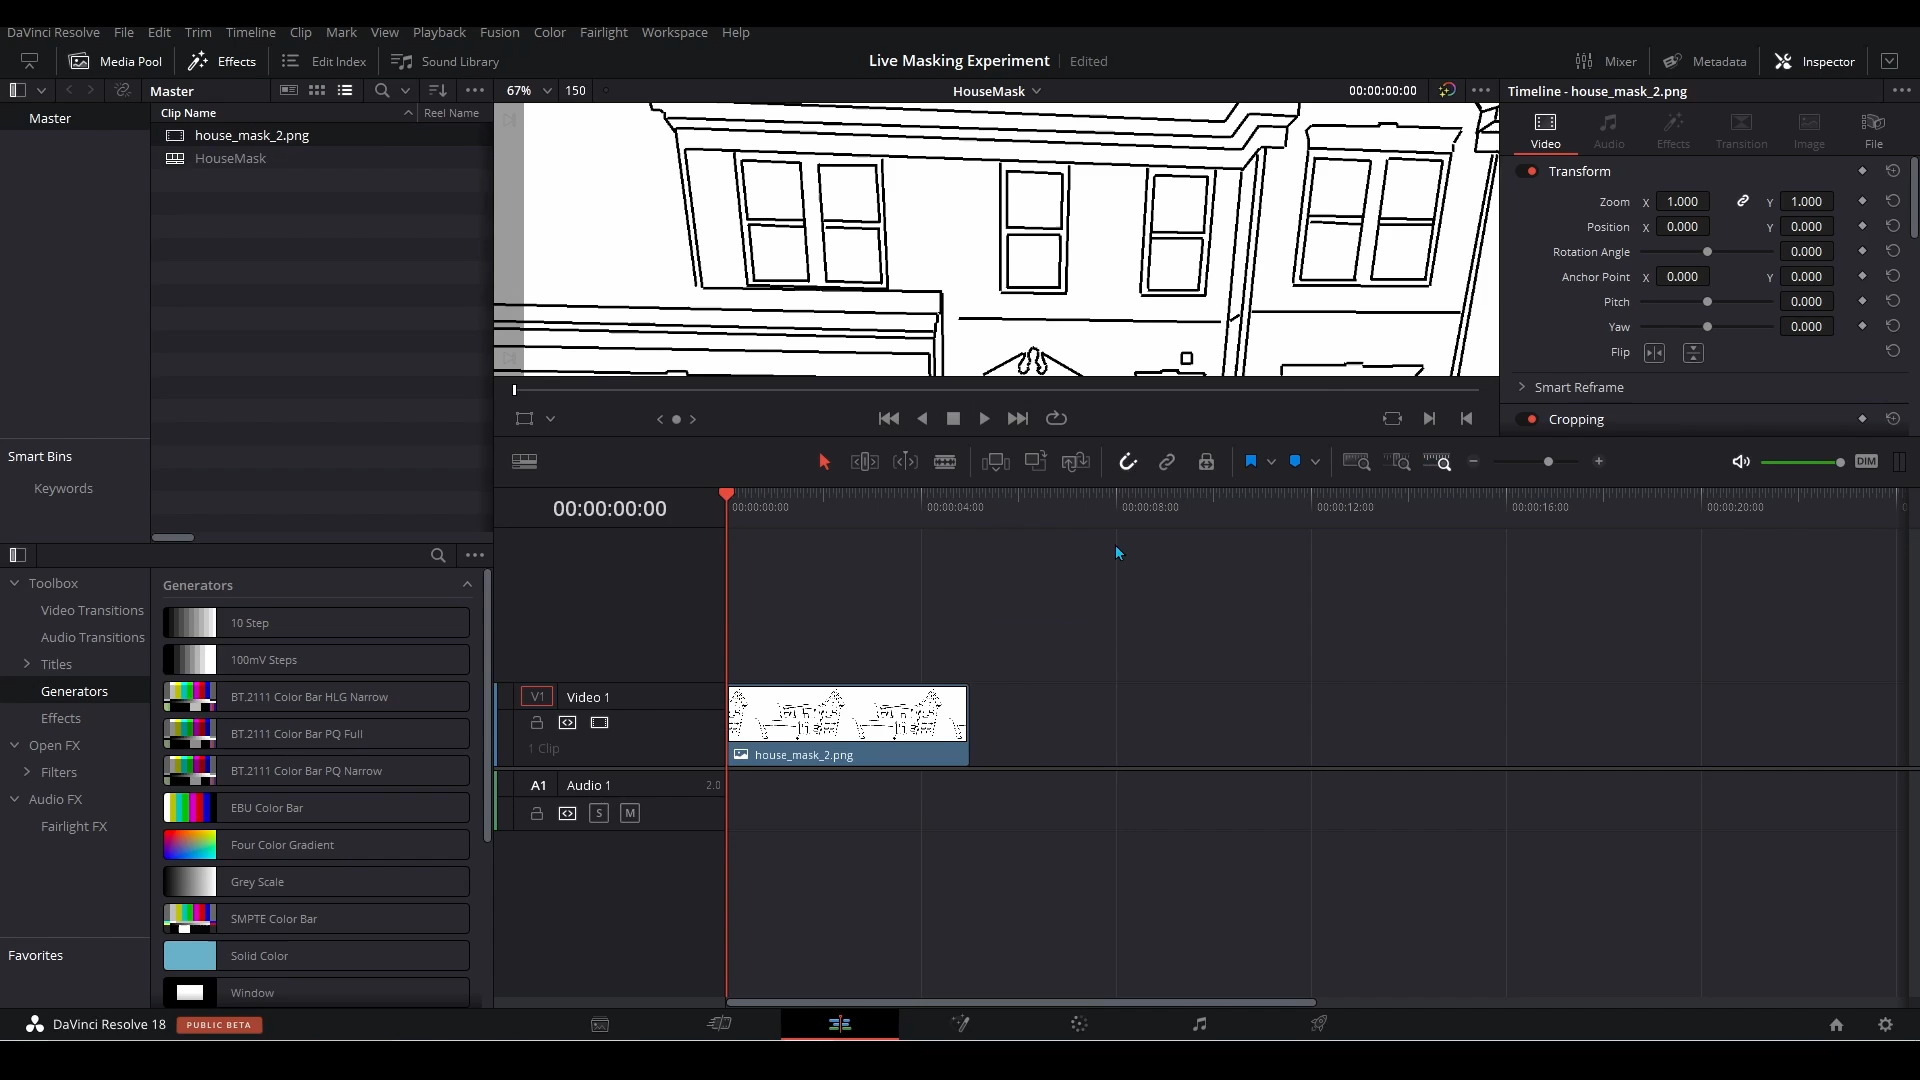 DaVinci Resolve File Edit Trim Timeline Clip Mark View Playback Fusion Color Fairlight Workspace Help
Media Pool Effects Edit Index Sound Library Live Masking Experiment Edited Mixer Metadata Inspector
Master 67% 150 HouseMask 00:00:00:00 Timeline - house_mask_2.png
Master
Clip Name Reel Name
house_mask_2.png
HouseMask
Video Audio Effects Transition Image File
Transform
Zoom X 1.000 Y 1.000
Position X 0.000 Y 0.000
Rotation Angle 0.000
Anchor Point X 0.000 Y 0.000
Pitch 0.000
Yaw 0.000
Flip
Smart Reframe
Cropping
Smart Bins
Keywords
DIM
00:00:00:00
00:00:00:00 00:00:04:00 00:00:08:00 00:00:12:00 00:00:16:00 00:00:20:00
Toolbox
Video Transitions
Audio Transitions
Titles
Generators
Effects
Open FX
Filters
Audio FX
Fairlight FX
Favorites
Generators
10 Step
100mV Steps
BT.2111 Color Bar HLG Narrow
BT.2111 Color Bar PQ Full
BT.2111 Color Bar PQ Narrow
EBU Color Bar
Four Color Gradient
Grey Scale
SMPTE Color Bar
Solid Color
Window
V1 Video 1
1 Clip
house_mask_2.png
A1 Audio 1 2.0
S M
DaVinci Resolve 18 PUBLIC BETA